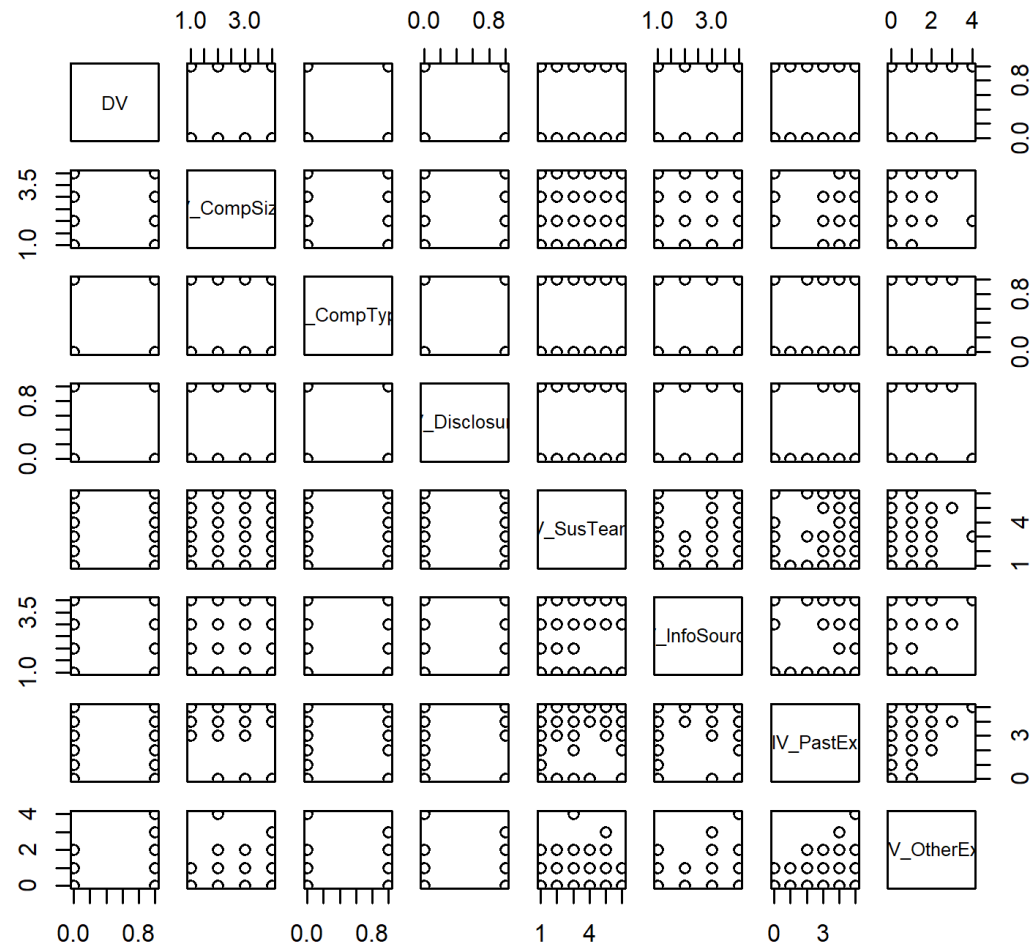 1.0 3.0 0.0 0.8 1.0 3.0 0 2 4
DV 0.0 0.8
1.0 3.5 /_CompSiz
_CompTyp 0.0 0.8
0.0 0.8 /_Disclosur
/_SusTean 1 4
1.0 3.5 _InfoSourc
IV_PastEx 0 3
0 2 4 V_OtherEx
0.0 0.8 0.0 0.8 1 4 0 3